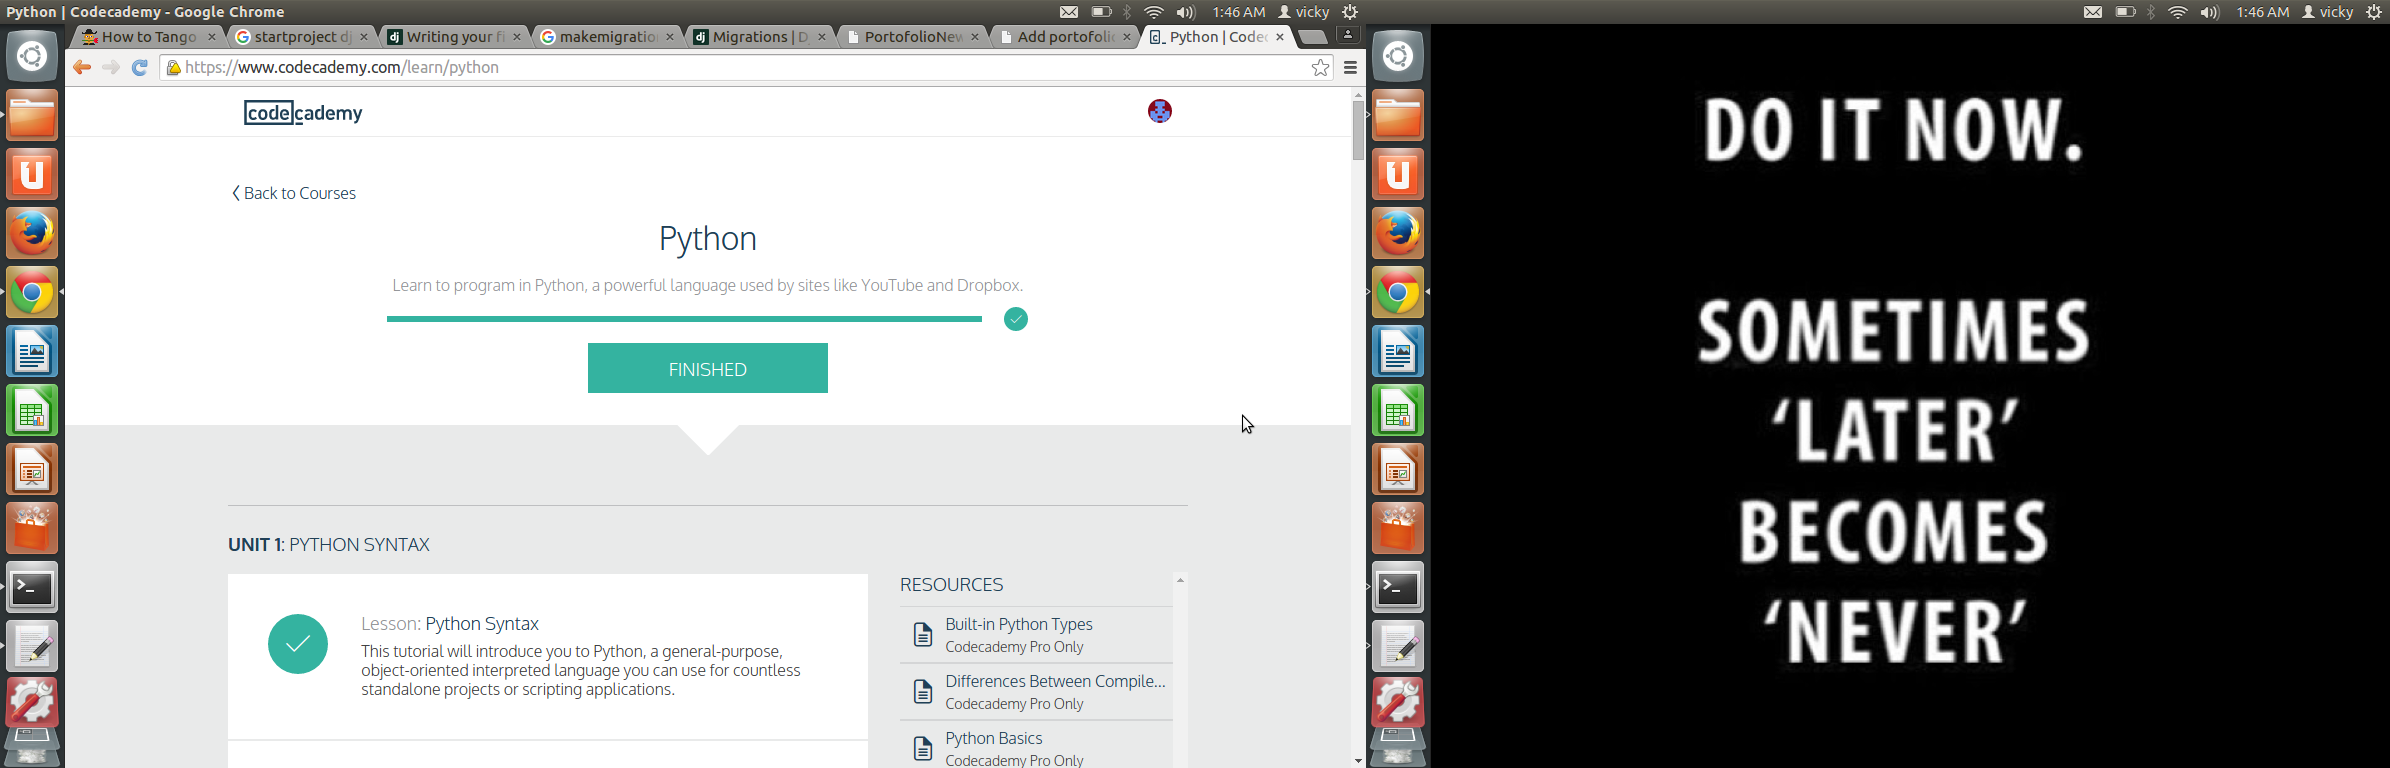 Python | Codecademy - Google Chrome
1:46 AM vicky
How to Tango
startproject dj
Writing your fi
makemigration
Migrations | D
PortofolioNew
Add portofolio
Python | Codec
https://www.codecademy.com/learn/python
codecademy
Back to Courses
Python
Learn to program in Python, a powerful language used by sites like YouTube and Dropbox.
FINISHED
UNIT 1: PYTHON SYNTAX
Lesson: Python Syntax
This tutorial will introduce you to Python, a general-purpose,
object-oriented interpreted language you can use for countless
standalone projects or scripting applications.
RESOURCES
Built-in Python Types
Codecademy Pro Only
Differences Between Compile...
Codecademy Pro Only
Python Basics
Codecademy Pro Only
1:46 AM vicky
DO IT NOW.
SOMETIMES
‘LATER’
BECOMES
‘NEVER’